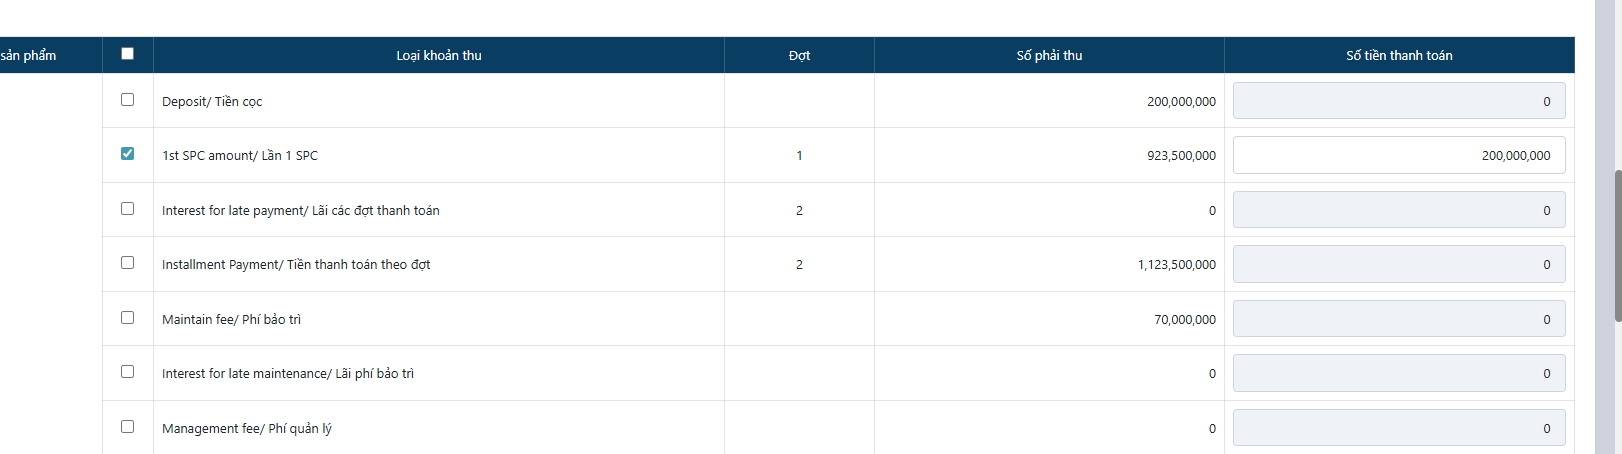 sản phẩm Loại khoản thu Đợt Số phải thu Số tiền thanh toán
Deposit/ Tiền cọc 200,000,000 0
1st SPC amount/ Lần 1 SPC 1 923,500,000 200,000,000
Interest for late payment/ Lãi các đợt thanh toán 2 0 0
Installment Payment/ Tiền thanh toán theo đợt 2 1,123,500,000 0
Maintain fee/ Phí bảo trì 70,000,000 0
Interest for late maintenance/ Lãi phí bảo trì 0 0
Management fee/ Phí quản lý 0 0